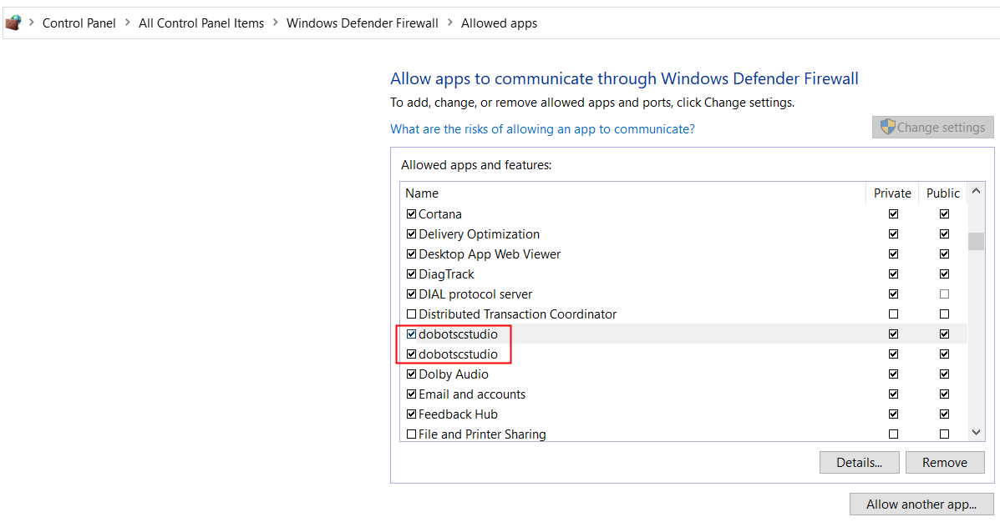 Control Panel > All Control Panel Items > Windows Defender Firewall > Allowed apps
Allow apps to communicate through Windows Defender Firewall
To add, change, or remove allowed apps and ports, click Change settings.
What are the risks of allowing an app to communicate?
Change settings
Allowed apps and features:
Name Private Public
Cortana
Delivery Optimization
Desktop App Web Viewer
DiagTrack
DIAL protocol server
Distributed Transaction Coordinator
dobotscstudio
dobotscstudio
Dolby Audio
Email and accounts
Feedback Hub
File and Printer Sharing
Details... Remove
Allow another app...